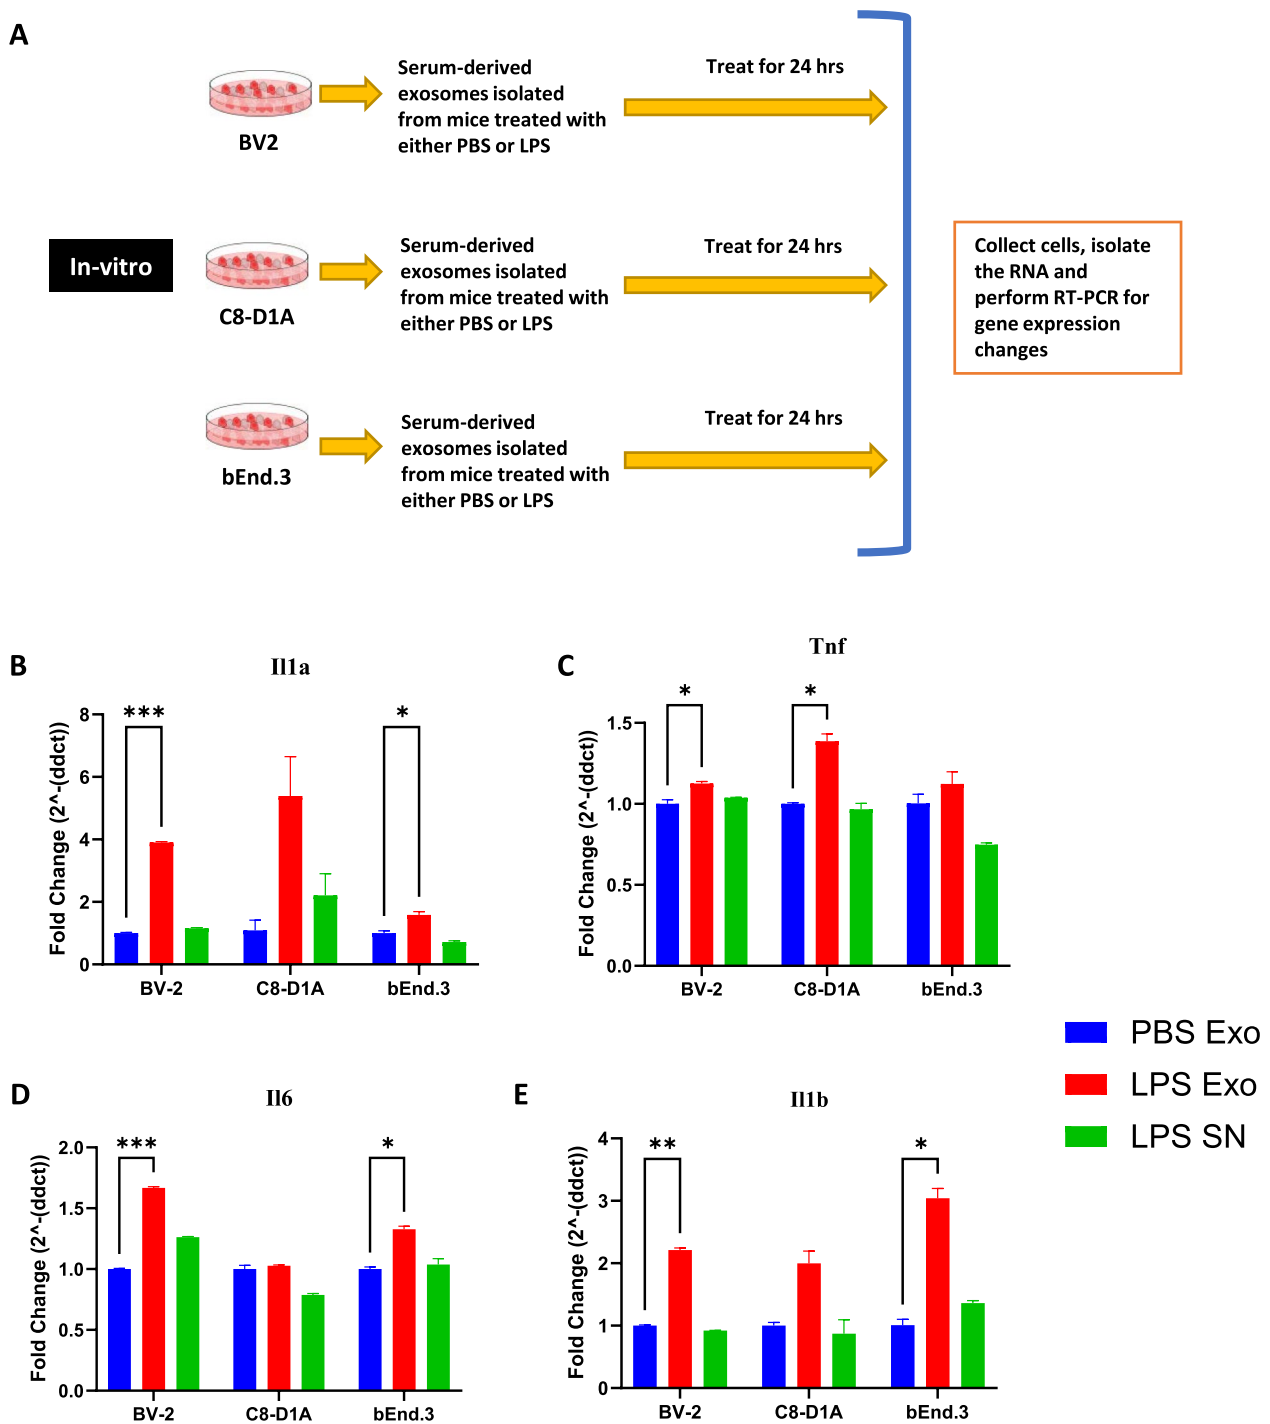 A
BV2
Serum-derived
exosomes isolated
from mice treated with
either PBS or LPS
Treat for 24 hrs
In-vitro
C8-D1A
Serum-derived
exosomes isolated
from mice treated with
either PBS or LPS
Treat for 24 hrs
Collect cells, isolate
the RNA and
perform RT-PCR for
gene expression
changes
bEnd.3
Serum-derived
exosomes isolated
from mice treated with
either PBS or LPS
Treat for 24 hrs
B
Il1a
Fold Change (2^-(ddct))
8
6
4
2
0
***
*
BV-2
C8-D1A
bEnd.3
C
Tnf
Fold Change (2^-(ddct))
1.5
1.0
0.5
0.0
*
*
BV-2
C8-D1A
bEnd.3
PBS Exo
LPS Exo
LPS SN
D
Il6
Fold Change (2^-(ddct))
2.0
1.5
1.0
0.5
0.0
***
*
BV-2
C8-D1A
bEnd.3
E
Il1b
Fold Change (2^-(ddct))
4
3
2
1
0
**
*
BV-2
C8-D1A
bEnd.3